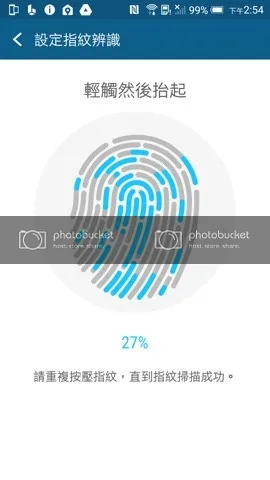 99% 下午2:54
設定指紋辨識
輕觸然後抬起
photobucket photobucket
host. store. share. host. store. share.
27%
請重複按壓指紋，直到指紋掃描成功。